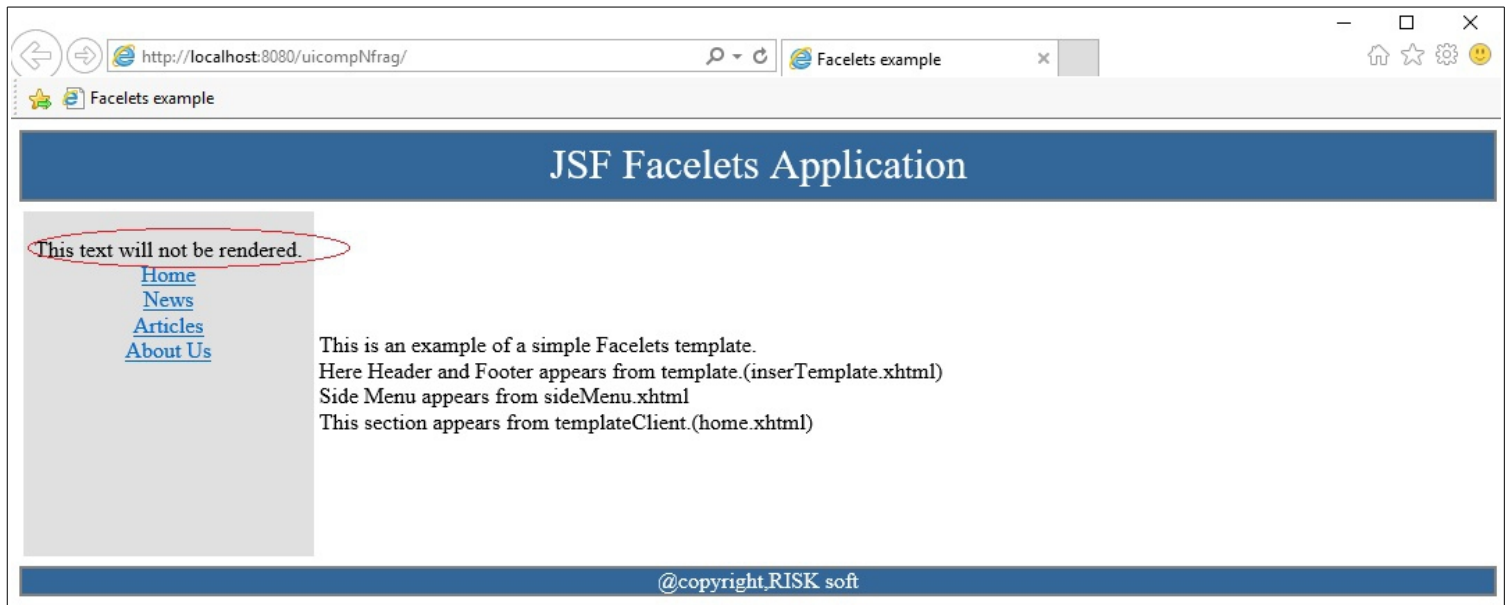 http://localhost:8080/uicompNfrag/
Facelets example
Facelets example
JSF Facelets Application
This text will not be rendered.
Home
News
Articles
About Us
This is an example of a simple Facelets template.
Here Header and Footer appears from template.(inserTemplate.xhtml)
Side Menu appears from sideMenu.xhtml
This section appears from templateClient.(home.xhtml)
@copyright,RISK soft